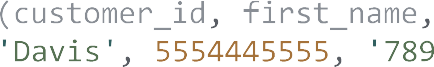 (customer_id, first_name,
'Davis', 5554445555, '789